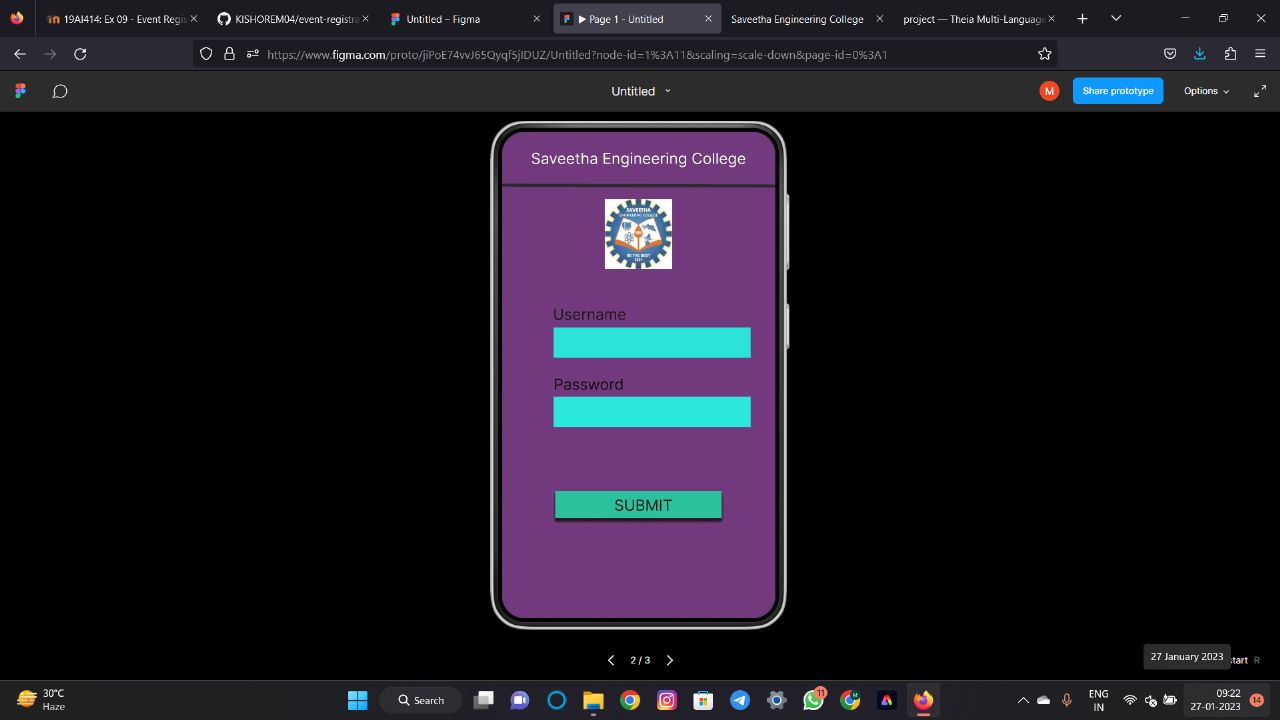 19AI414: Ex 09 - Event Regis
KISHOREM04/event-registra
Untitled – Figma
Page 1 - Untitled
Saveetha Engineering College
project — Theia Multi-Language
https://www.figma.com/proto/jiPoE74vvJ65Qyqf5jIDUZ/Untitled?node-id=1%3A11&scaling=scale-down&page-id=0%3A1
Untitled
M
Share prototype
Options
Saveetha Engineering College
SAVEETHA
ENGINEERING COLLEGE
BE THE BEST
2001
Username
Password
SUBMIT
2 / 3
27 January 2023
tart R
30°C
Haze
Search
11
ENG
IN
09:22
27-01-2023
14